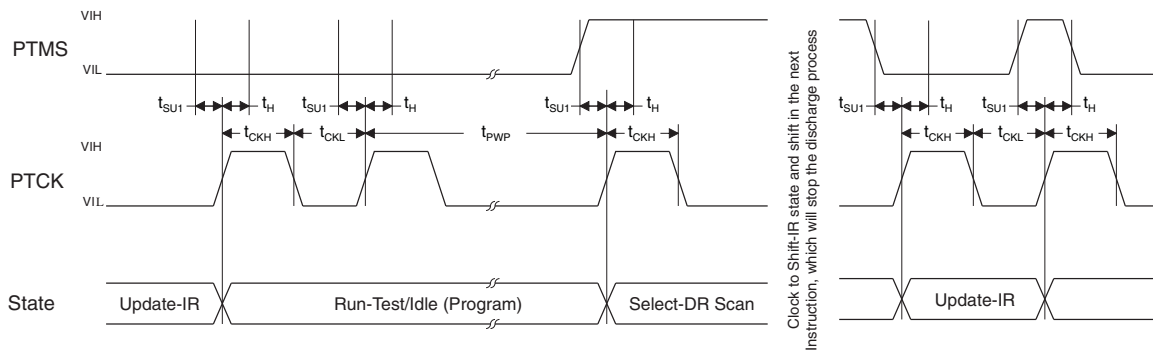 VIH
PTMS
VIL
tSU1 tH tSU1 tH tSU1 tH tSU1 tH tSU1 tH
tCKH tCKL tPWP tCKH tCKH tCKL tCKH
VIH
PTCK
VIL
State Update-IR Run-Test/Idle (Program) Select-DR Scan Update-IR
Clock to Shift-IR state and shift in the next
Instruction, which will stop the discharge process